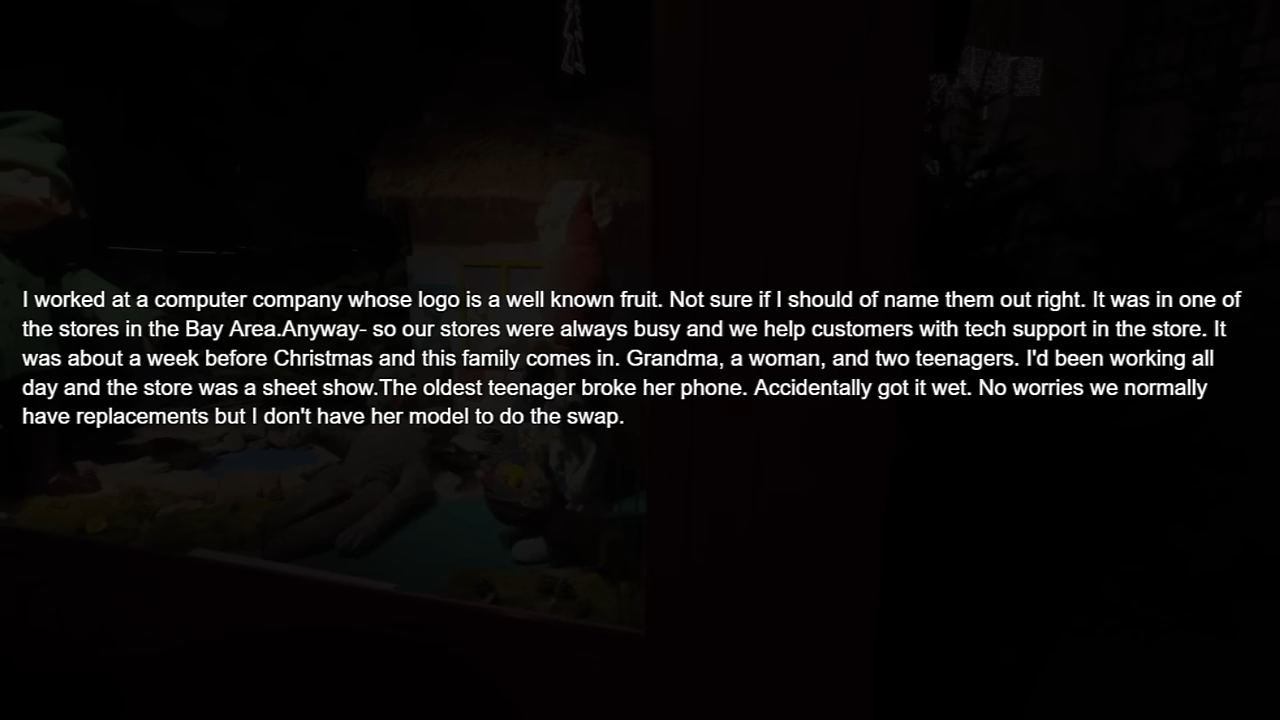 I worked at a computer company whose logo is a well known fruit. Not sure if I should of name them out right. It was in one of
the stores in the Bay Area.Anyway- so our stores were always busy and we help customers with tech support in the store. It
was about a week before Christmas and this family comes in. Grandma, a woman, and two teenagers. I'd been working all
day and the store was a sheet show.The oldest teenager broke her phone. Accidentally got it wet. No worries we normally
have replacements but I don't have her model to do the swap.